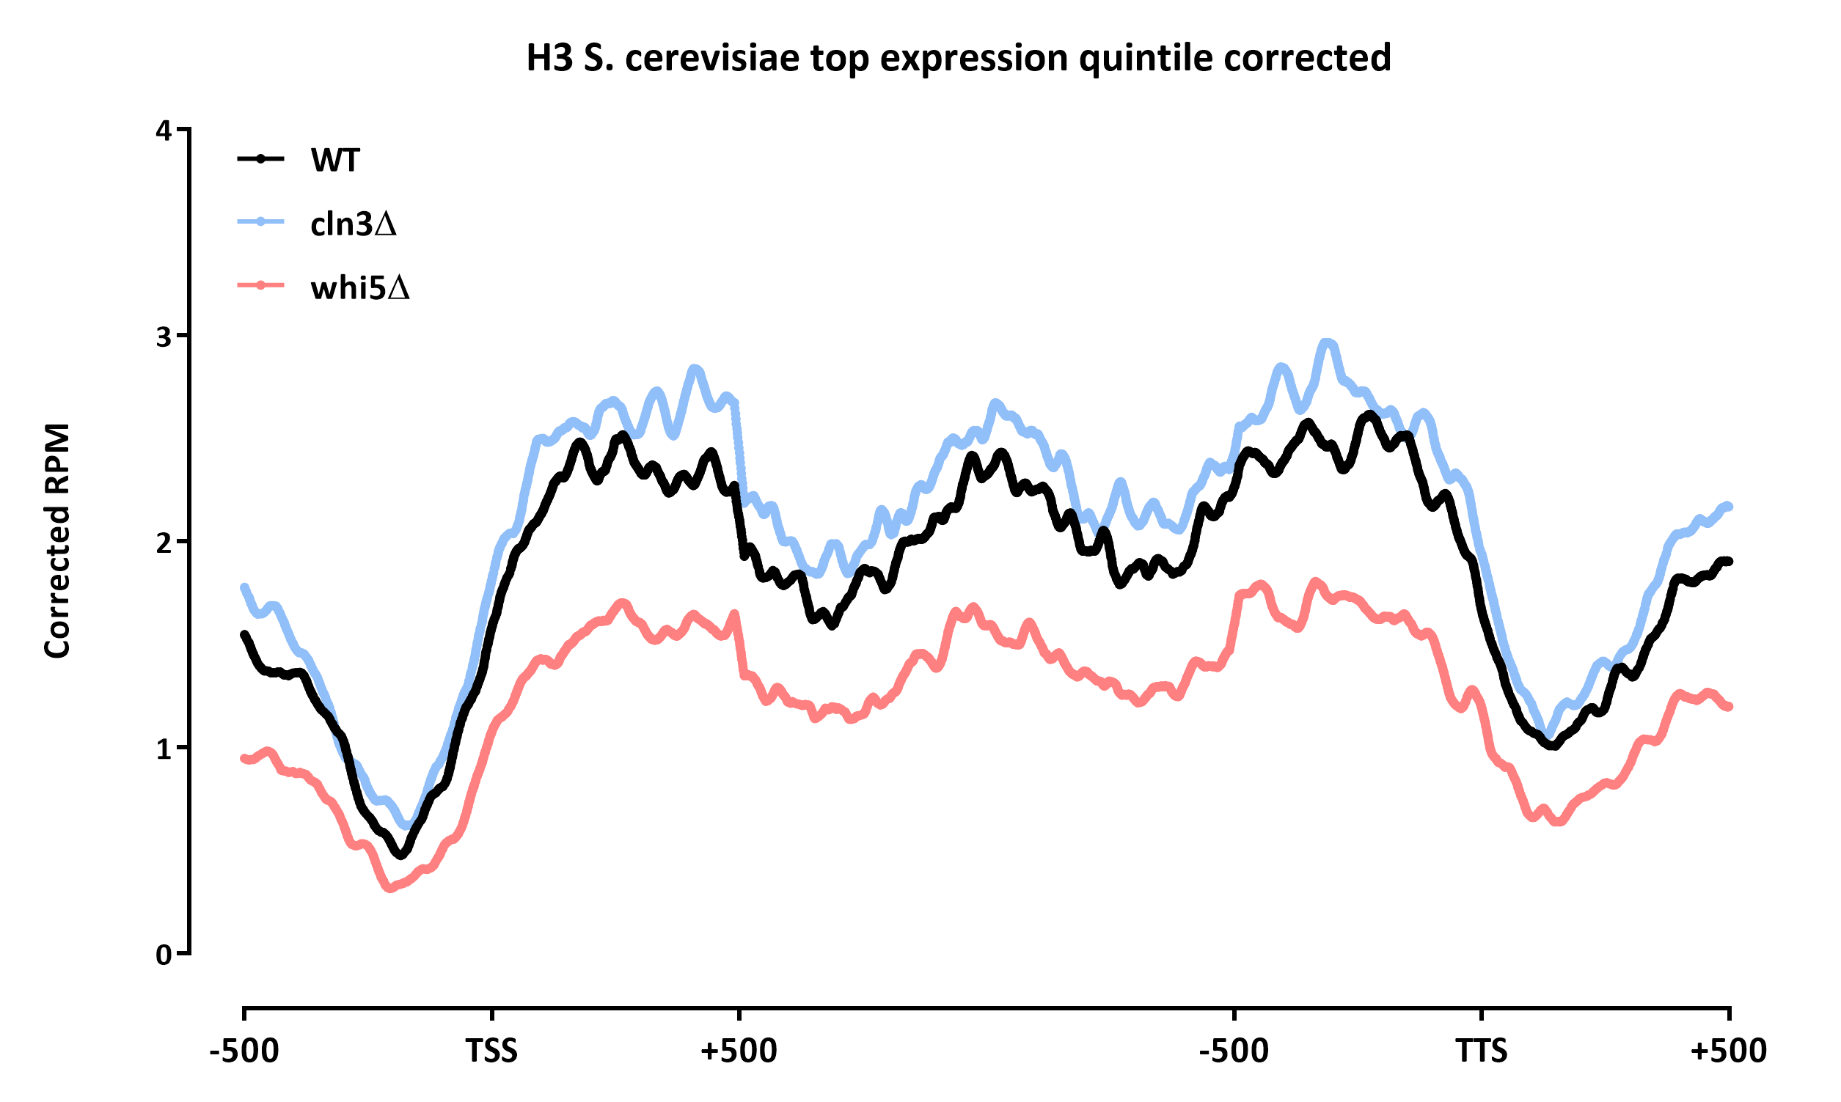 H3 S. cerevisiae top expression quintile corrected
4
3
2
1
0
Corrected RPM
WT
cln3Δ
whi5Δ
-500 TSS +500 -500 TTS +500